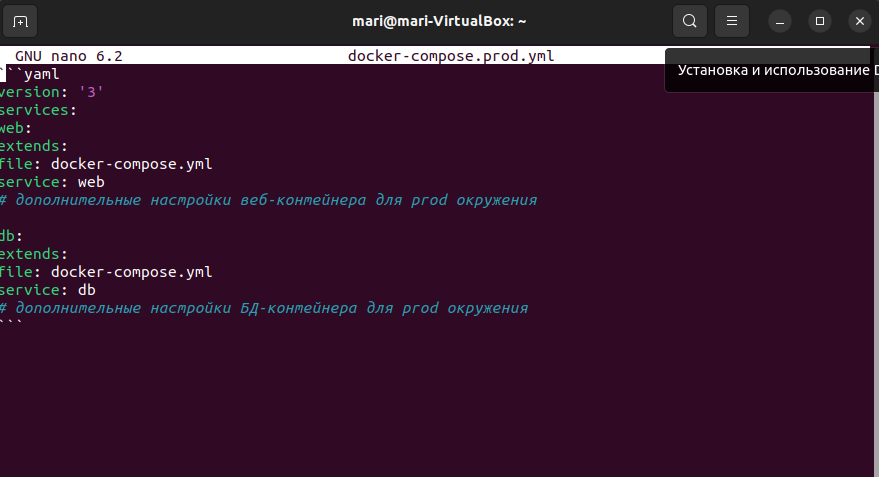 mari@mari-VirtualBox: ~
GNU nano 6.2 docker-compose.prod.yml
Установка и использование D
```yaml
version: '3'
services:
web:
extends:
file: docker-compose.yml
service: web
# дополнительные настройки веб-контейнера для prod окружения
db:
extends:
file: docker-compose.yml
service: db
# дополнительные настройки БД-контейнера для prod окружения
```